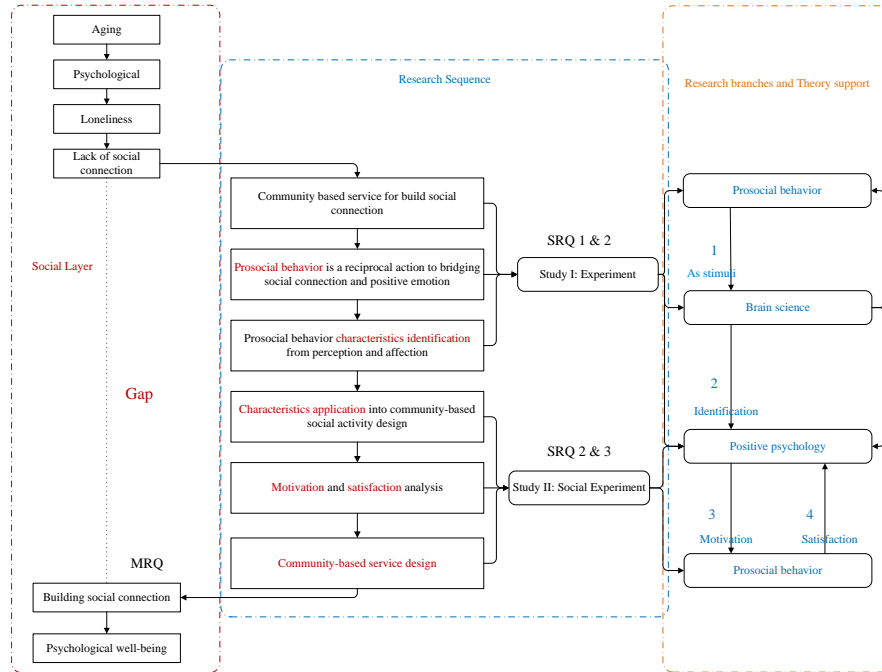 Aging
Psychological
Loneliness
Lack of social
connection
Social Layer
Gap
MRQ
Building social connection
Psychological well-being
Research Sequence
Community based service for build social
connection
Prosocial behavior is a reciprocal action to bridging
social connection and positive emotion
Prosocial behavior characteristics identification
from perception and affection
Characteristics application into community-based
social activity design
Motivation and satisfaction analysis
Community-based service design
SRQ 1 & 2
Study I: Experiment
SRQ 2 & 3
Study II: Social Experiment
Research branches and Theory support
Prosocial behavior
1
As stimuli
Brain science
2
Identification
Positive psychology
3
4
Motivation
Satisfaction
Prosocial behavior